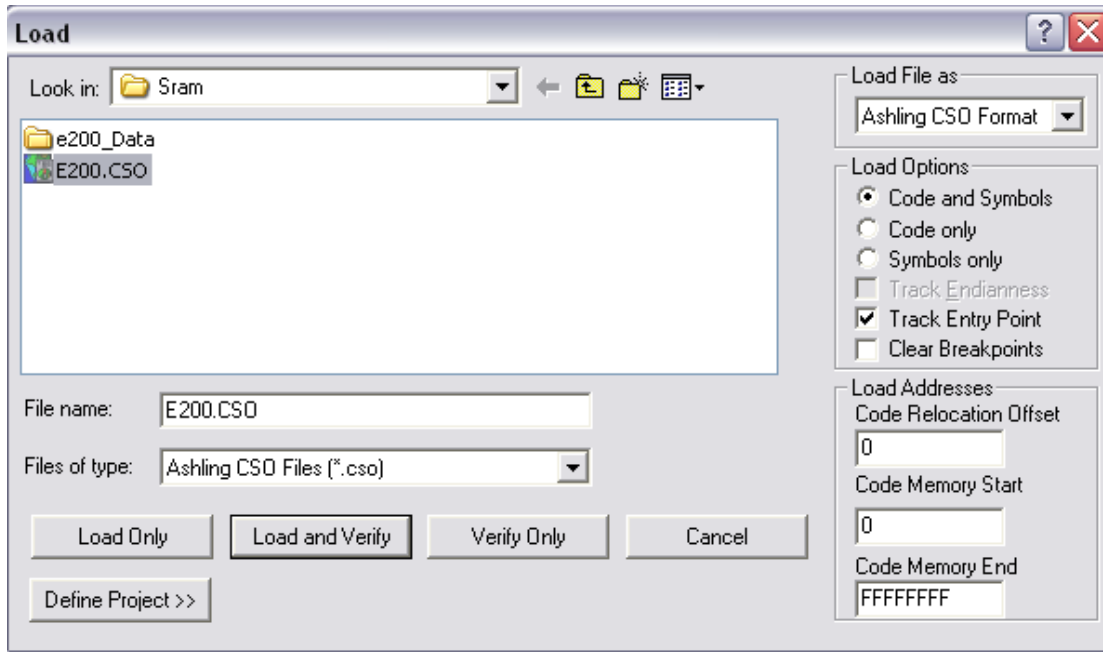 Load
Look in: Sram
e200_Data
E200.CSO
File name: E200.CSO
Files of type: Ashling CSO Files (*.cso)
Load Only Load and Verify Verify Only Cancel
Define Project >>
Load File as
Ashling CSO Format
Load Options
Code and Symbols
Code only
Symbols only
Track Endianness
Track Entry Point
Clear Breakpoints
Load Addresses
Code Relocation Offset
0
Code Memory Start
0
Code Memory End
FFFFFFFF